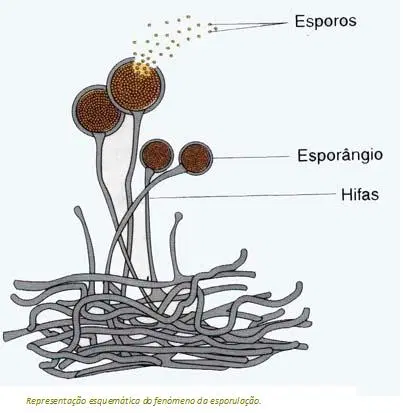 Esporos
Esporângio
Hifas
Representação esquemática do fenómeno da esporulação.